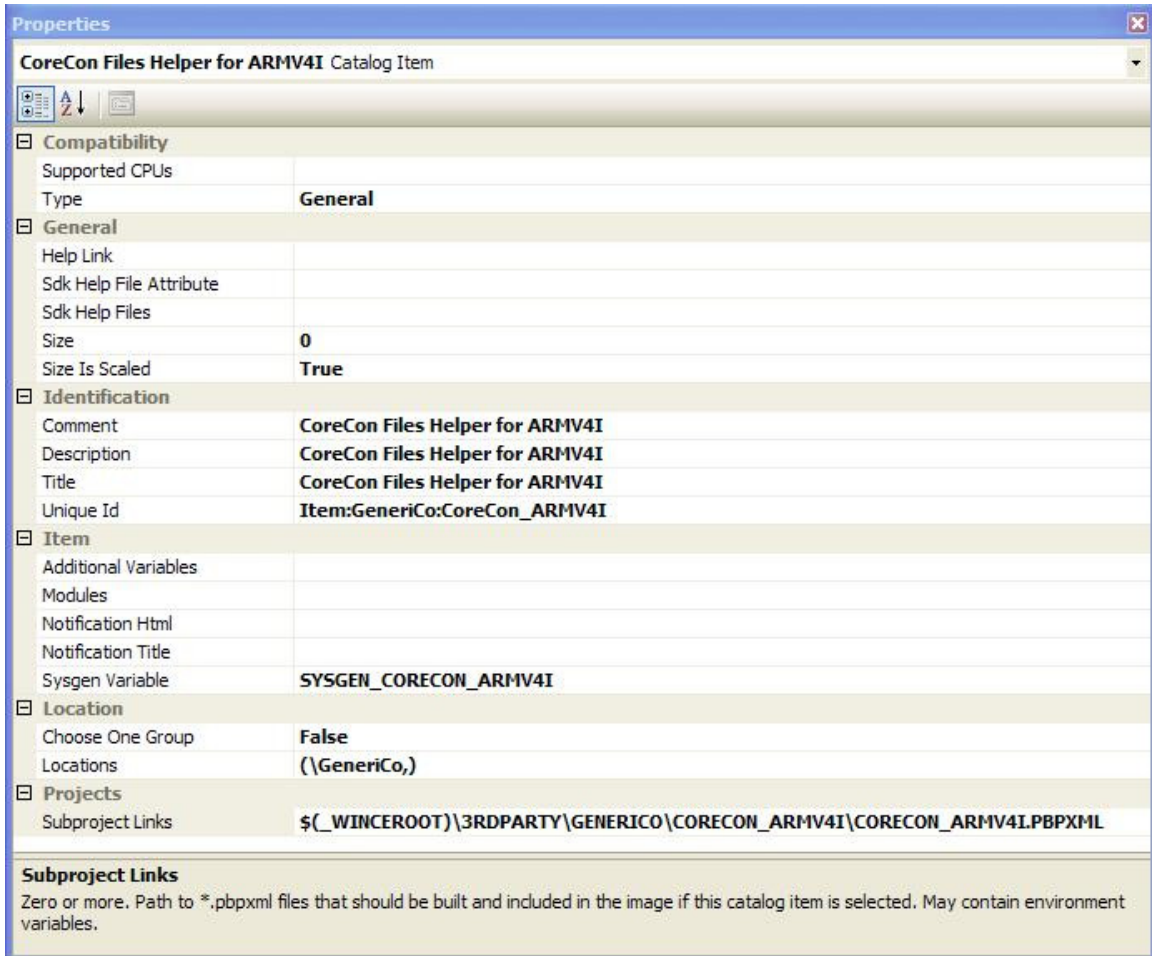 Properties
CoreCon Files Helper for ARMV4I Catalog Item
Compatibility
Supported CPUs
Type General
General
Help Link
Sdk Help File Attribute
Sdk Help Files
Size 0
Size Is Scaled True
Identification
Comment CoreCon Files Helper for ARMV4I
Description CoreCon Files Helper for ARMV4I
Title CoreCon Files Helper for ARMV4I
Unique Id Item:GeneriCo:CoreCon_ARMV4I
Item
Additional Variables
Modules
Notification Html
Notification Title
Sysgen Variable SYSGEN_CORECON_ARMV4I
Location
Choose One Group False
Locations (\GeneriCo,)
Projects
Subproject Links $(_WINCEROOT)\3RDPARTY\GENERICO\CORECON_ARMV4I\CORECON_ARMV4I.PBPXML
Subproject Links
Zero or more. Path to *.pbpxml files that should be built and included in the image if this catalog item is selected. May contain environment
variables.